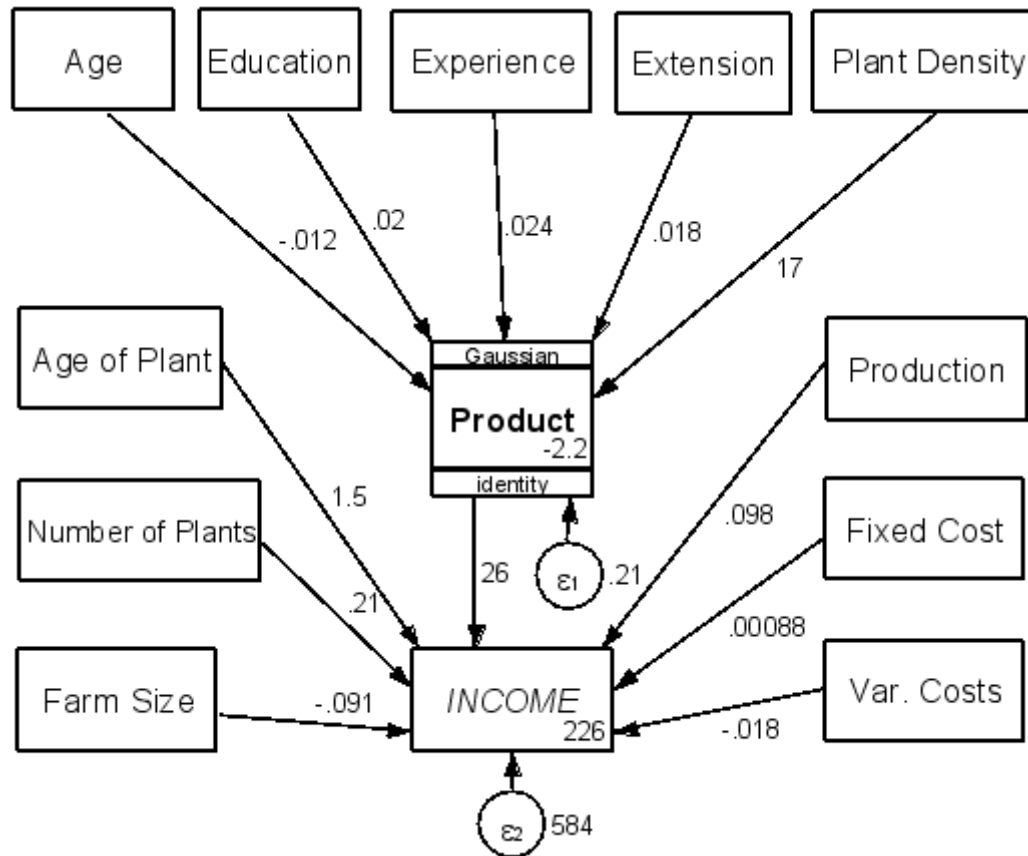 Age
Education
Experience
Extension
Plant Density
-.012
.02
.024
.018
17
Age of Plant
Gaussian
Product
-2.2
identity
Production
1.5
.098
Number of Plants
26
ε1
.21
Fixed Cost
.21
.00088
Farm Size
-.091
INCOME
226
-.018
Var. Costs
ε2
584